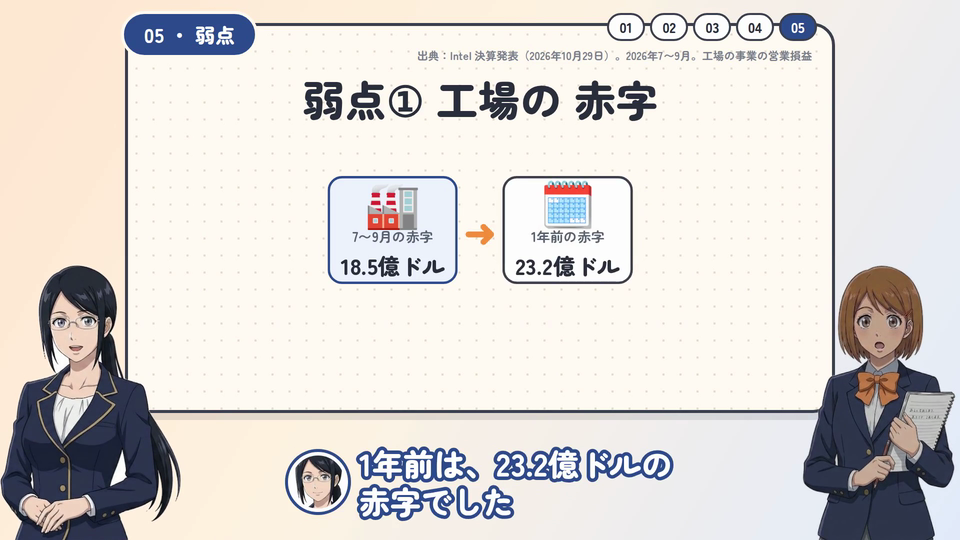 05 ・ 弱点
01 02 03 04 05
出典：Intel 決算発表（2026年10月29日）。2026年7〜9月。工場の事業の営業損益
弱点① 工場の 赤字
7〜9月の赤字
18.5億ドル
1年前の赤字
23.2億ドル
1年前は、23.2億ドルの
赤字でした